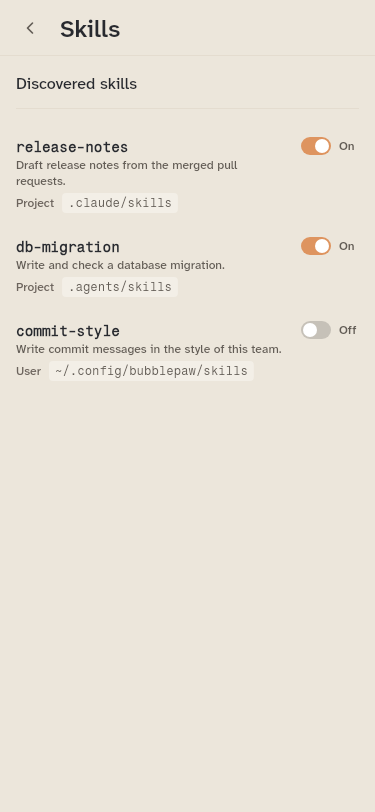 Skills
Discovered skills
release-notes
On
Draft release notes from the merged pull
requests.
Project .claude/skills
db-migration
On
Write and check a database migration.
Project .agents/skills
commit-style
Off
Write commit messages in the style of this team.
User ~/.config/bubblepaw/skills